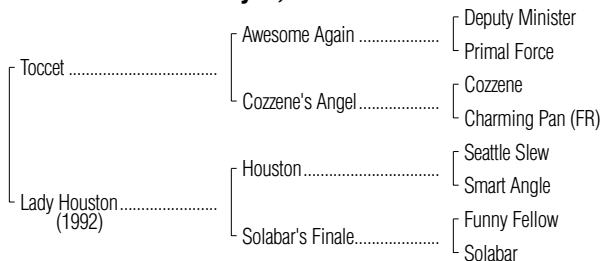 Deputy Minister
Awesome Again ....................
Primal Force
Toccet .....................................
Cozzene
Cozzene's Angel ....................
Charming Pan (FR)
Seattle Slew
Houston ..................................
Smart Angle
Lady Houston ........................
(1992)
Funny Fellow
Solabar's Finale .....................
Solabar